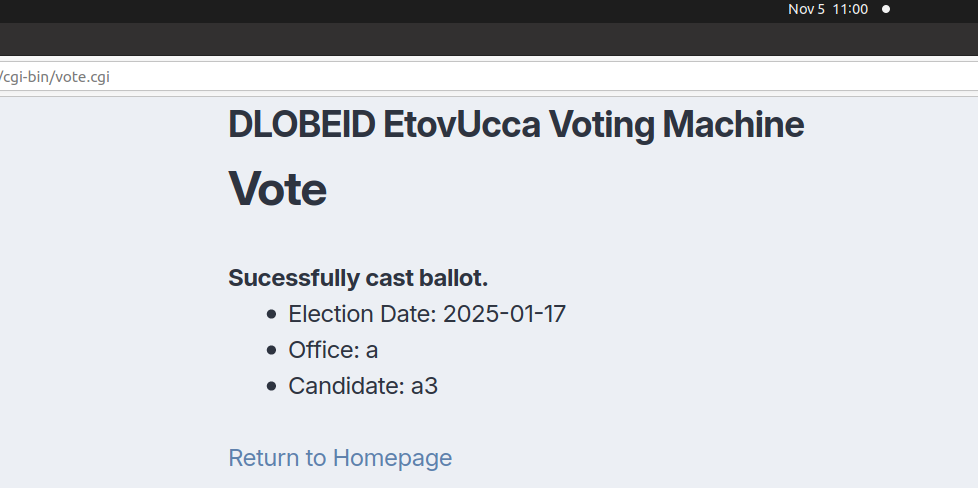 Nov 5 11:00
/cgi-bin/vote.cgi
DLOBEID EtovUcca Voting Machine
Vote
Sucessfully cast ballot.
Election Date: 2025-01-17
Office: a
Candidate: a3
Return to Homepage